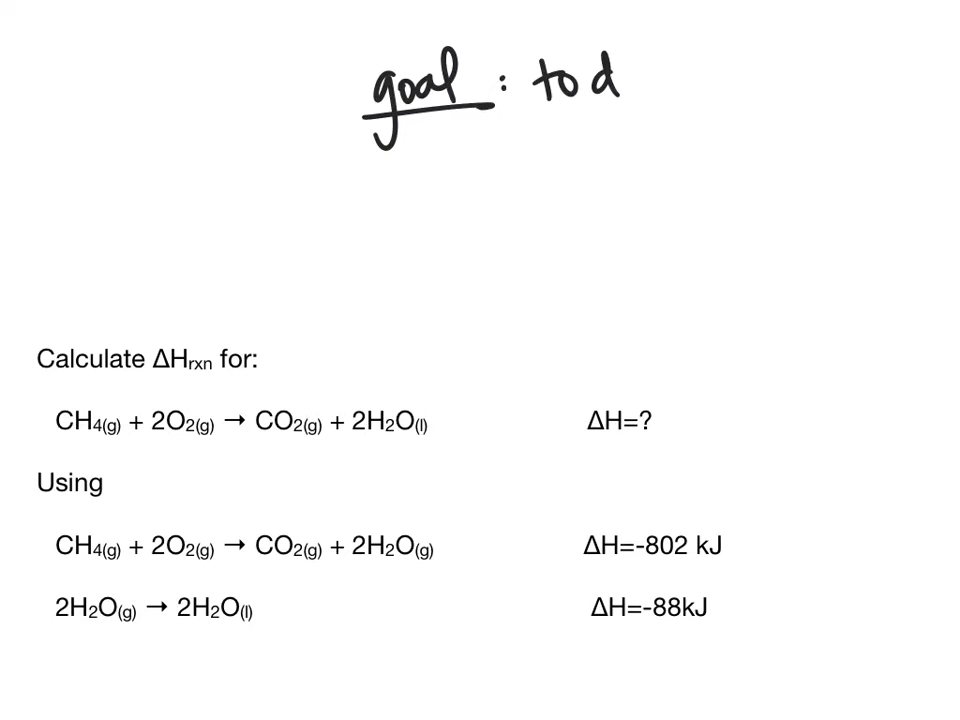 goal : to d
Calculate ΔHrxn for:
CH4(g) + 2O2(g) → CO2(g) + 2H2O(l) ΔH=?
Using
CH4(g) + 2O2(g) → CO2(g) + 2H2O(g) ΔH=-802 kJ
2H2O(g) → 2H2O(l) ΔH=-88kJ